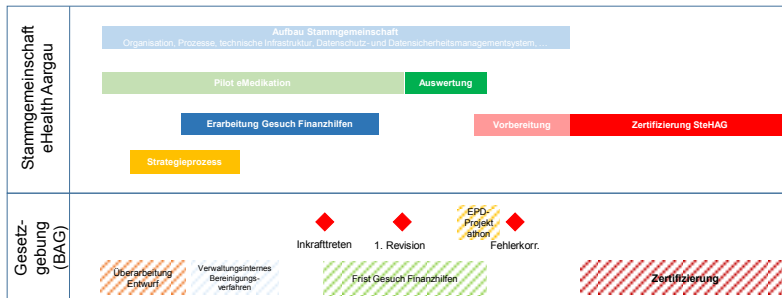 Stammgemeinschaft
eHealth Aargau
Aufbau Stammgemeinschaft
Organisation, Prozesse, technische Infrastruktur, Datenschutz- und Datensicherheitsmanagementsystem, ...
Pilot eMedikation
Auswertung
Erarbeitung Gesuch Finanzhilfen
Vorbereitung
Zertifizierung SteHAG
Strategieprozess
Gesetz-
gebung
(BAG)
Inkrafttreten
1. Revision
EPD-
Projekt
athon
Fehlerkorr.
Überarbeitung
Entwurf
Verwaltungsinternes
Bereinigungs-
verfahren
Frist Gesuch Finanzhilfen
Zertifizierung